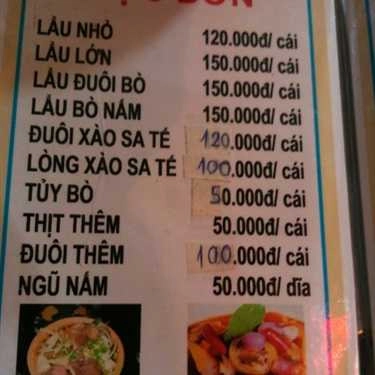 LẨU NHỎ 120.000đ/ cái
LẨU LỚN 150.000đ/ cái
LẨU ĐUÔI BÒ 150.000đ/ cái
LẨU BÒ NẤM 150.000đ/ cái
ĐUÔI XÀO SA TÉ 120.000đ/ cái
LÒNG XÀO SA TÉ 100.000đ/ cái
TỦY BÒ 50.000đ/ cái
THỊT THÊM 50.000đ/ cái
ĐUÔI THÊM 100.000đ/ cái
NGŨ NẤM 50.000đ/ dĩa